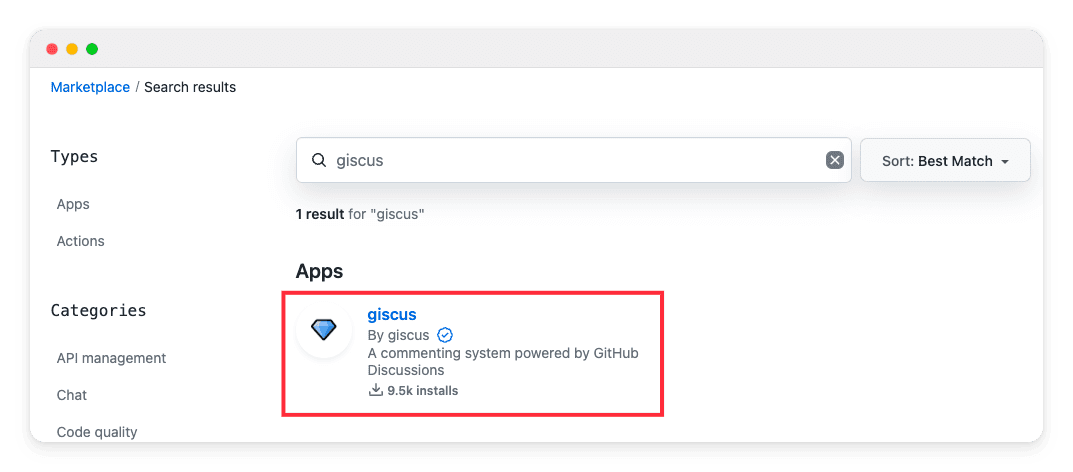 Marketplace / Search results
Types
Apps
Actions
Categories
API management
Chat
Code quality
giscus
Sort: Best Match
1 result for "giscus"
Apps
giscus
By giscus
A commenting system powered by GitHub
Discussions
9.5k installs